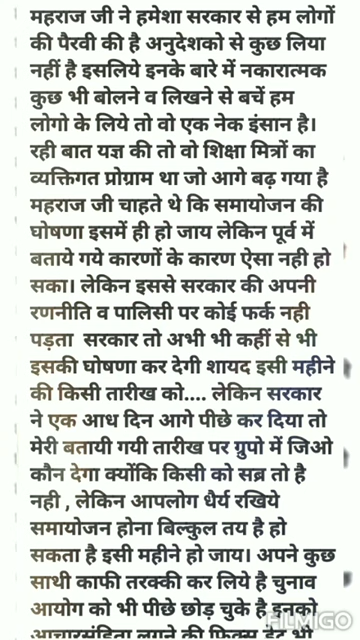 महराज जी ने हमेशा सरकार से हम लोगों
की पैरवी की है अनुदेशको से कुछ लिया
नहीं है इसलिये इनके बारे में नकारात्मक
कुछ भी बोलने व लिखने से बचें हम
लोगो के लिये तो वो एक नेक इंसान है।
रही बात यज्ञ की तो वो शिक्षा मित्रों का
व्यक्तिगत प्रोग्राम था जो आगे बढ़ गया है
महराज जी चाहते थे कि समायोजन की
घोषणा इसमें ही हो जाय लेकिन पूर्व में
बताये गये कारणों के कारण ऐसा नही हो
सका। लेकिन इससे सरकार की अपनी
रणनीति व पालिसी पर कोई फर्क नही
पड़ता सरकार तो अभी भी कहीं से भी
इसकी घोषणा कर देगी शायद इसी महीने
की किसी तारीख को.... लेकिन सरकार
ने एक आध दिन आगे पीछे कर दिया तो
मेरी बतायी गयी तारीख पर ग्रुपो में जिओ
कौन देगा क्योंकि किसी को सब्र तो है
नही , लेकिन आपलोग धैर्य रखिये
समायोजन होना बिल्कुल तय है हो
सकता है इसी महीने हो जाय। अपने कुछ
साथी काफी तरक्की कर लिये है चुनाव
आयोग को भी पीछे छोड़ चुके है इनको
आचारसंहिता लगने की फिक्स डेट भी
FILMIGO